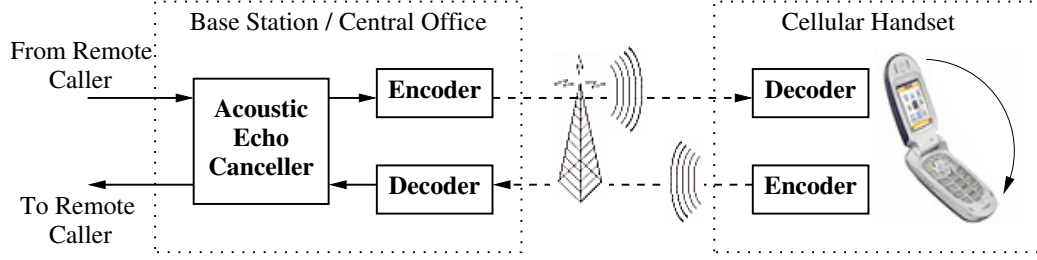 Base Station / Central Office
Cellular Handset
From Remote
Caller
Acoustic
Echo
Canceller
Encoder
Decoder
Decoder
Encoder
To Remote
Caller